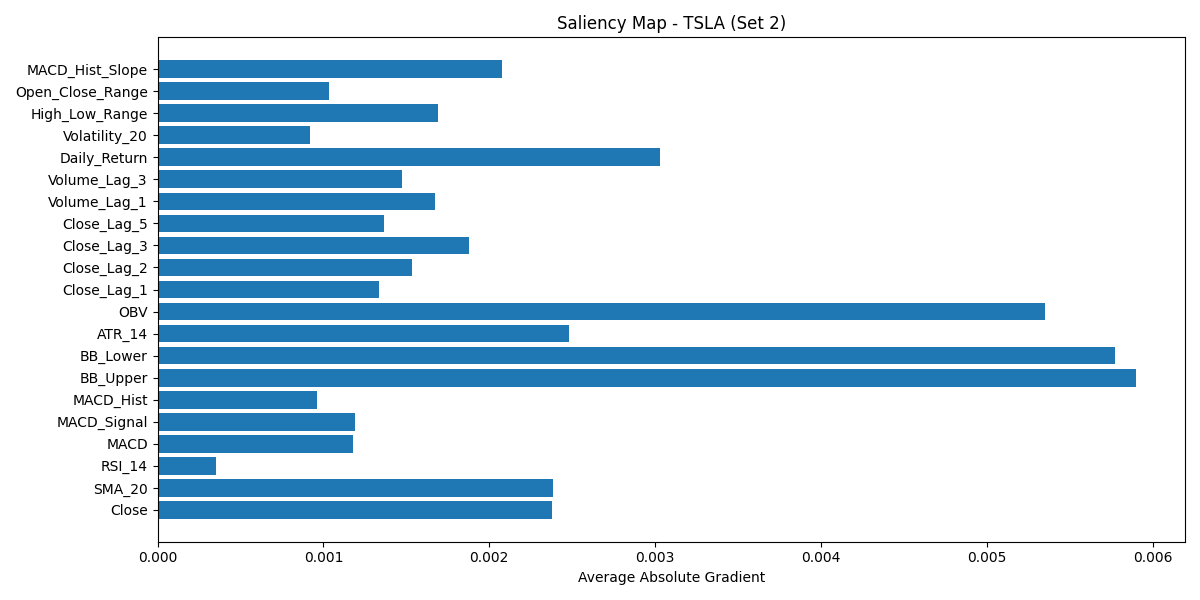 Saliency Map - TSLA (Set 2)
MACD_Hist_Slope
Open_Close_Range
High_Low_Range
Volatility_20
Daily_Return
Volume_Lag_3
Volume_Lag_1
Close_Lag_5
Close_Lag_3
Close_Lag_2
Close_Lag_1
OBV
ATR_14
BB_Lower
BB_Upper
MACD_Hist
MACD_Signal
MACD
RSI_14
SMA_20
Close
0.000 0.001 0.002 0.003 0.004 0.005 0.006
Average Absolute Gradient